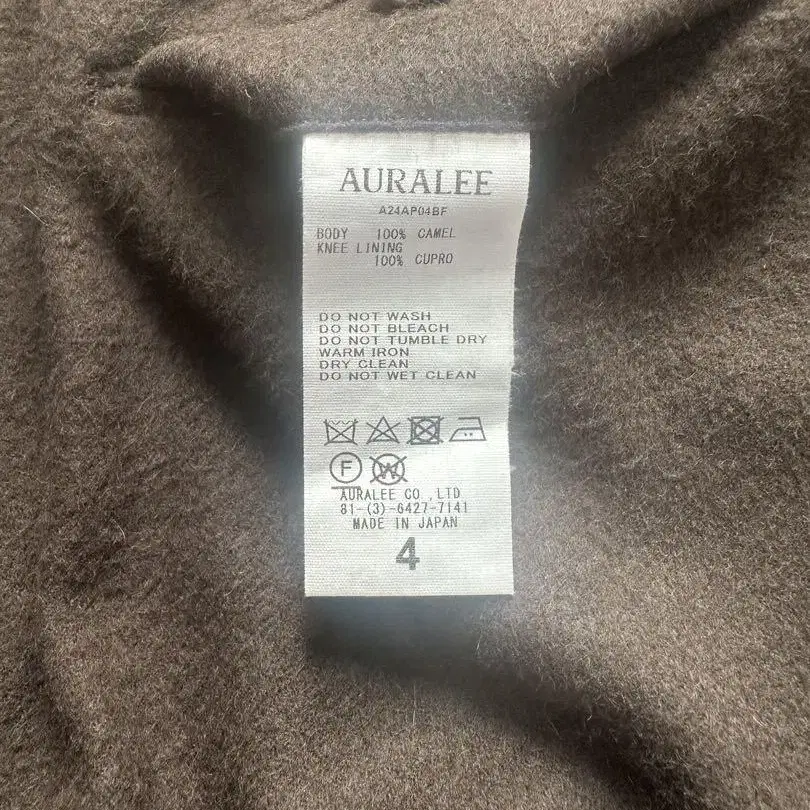 AURALEE
A24AP04BF
BODY 100% CAMEL
KNEE LINING
100% CUPRO
DO NOT WASH
DO NOT BLEACH
DO NOT TUMBLE DRY
WARM IRON
DRY CLEAN
DO NOT WET CLEAN
F W
AURALEE CO.,LTD
81-(3)-6427-7141
MADE IN JAPAN
4